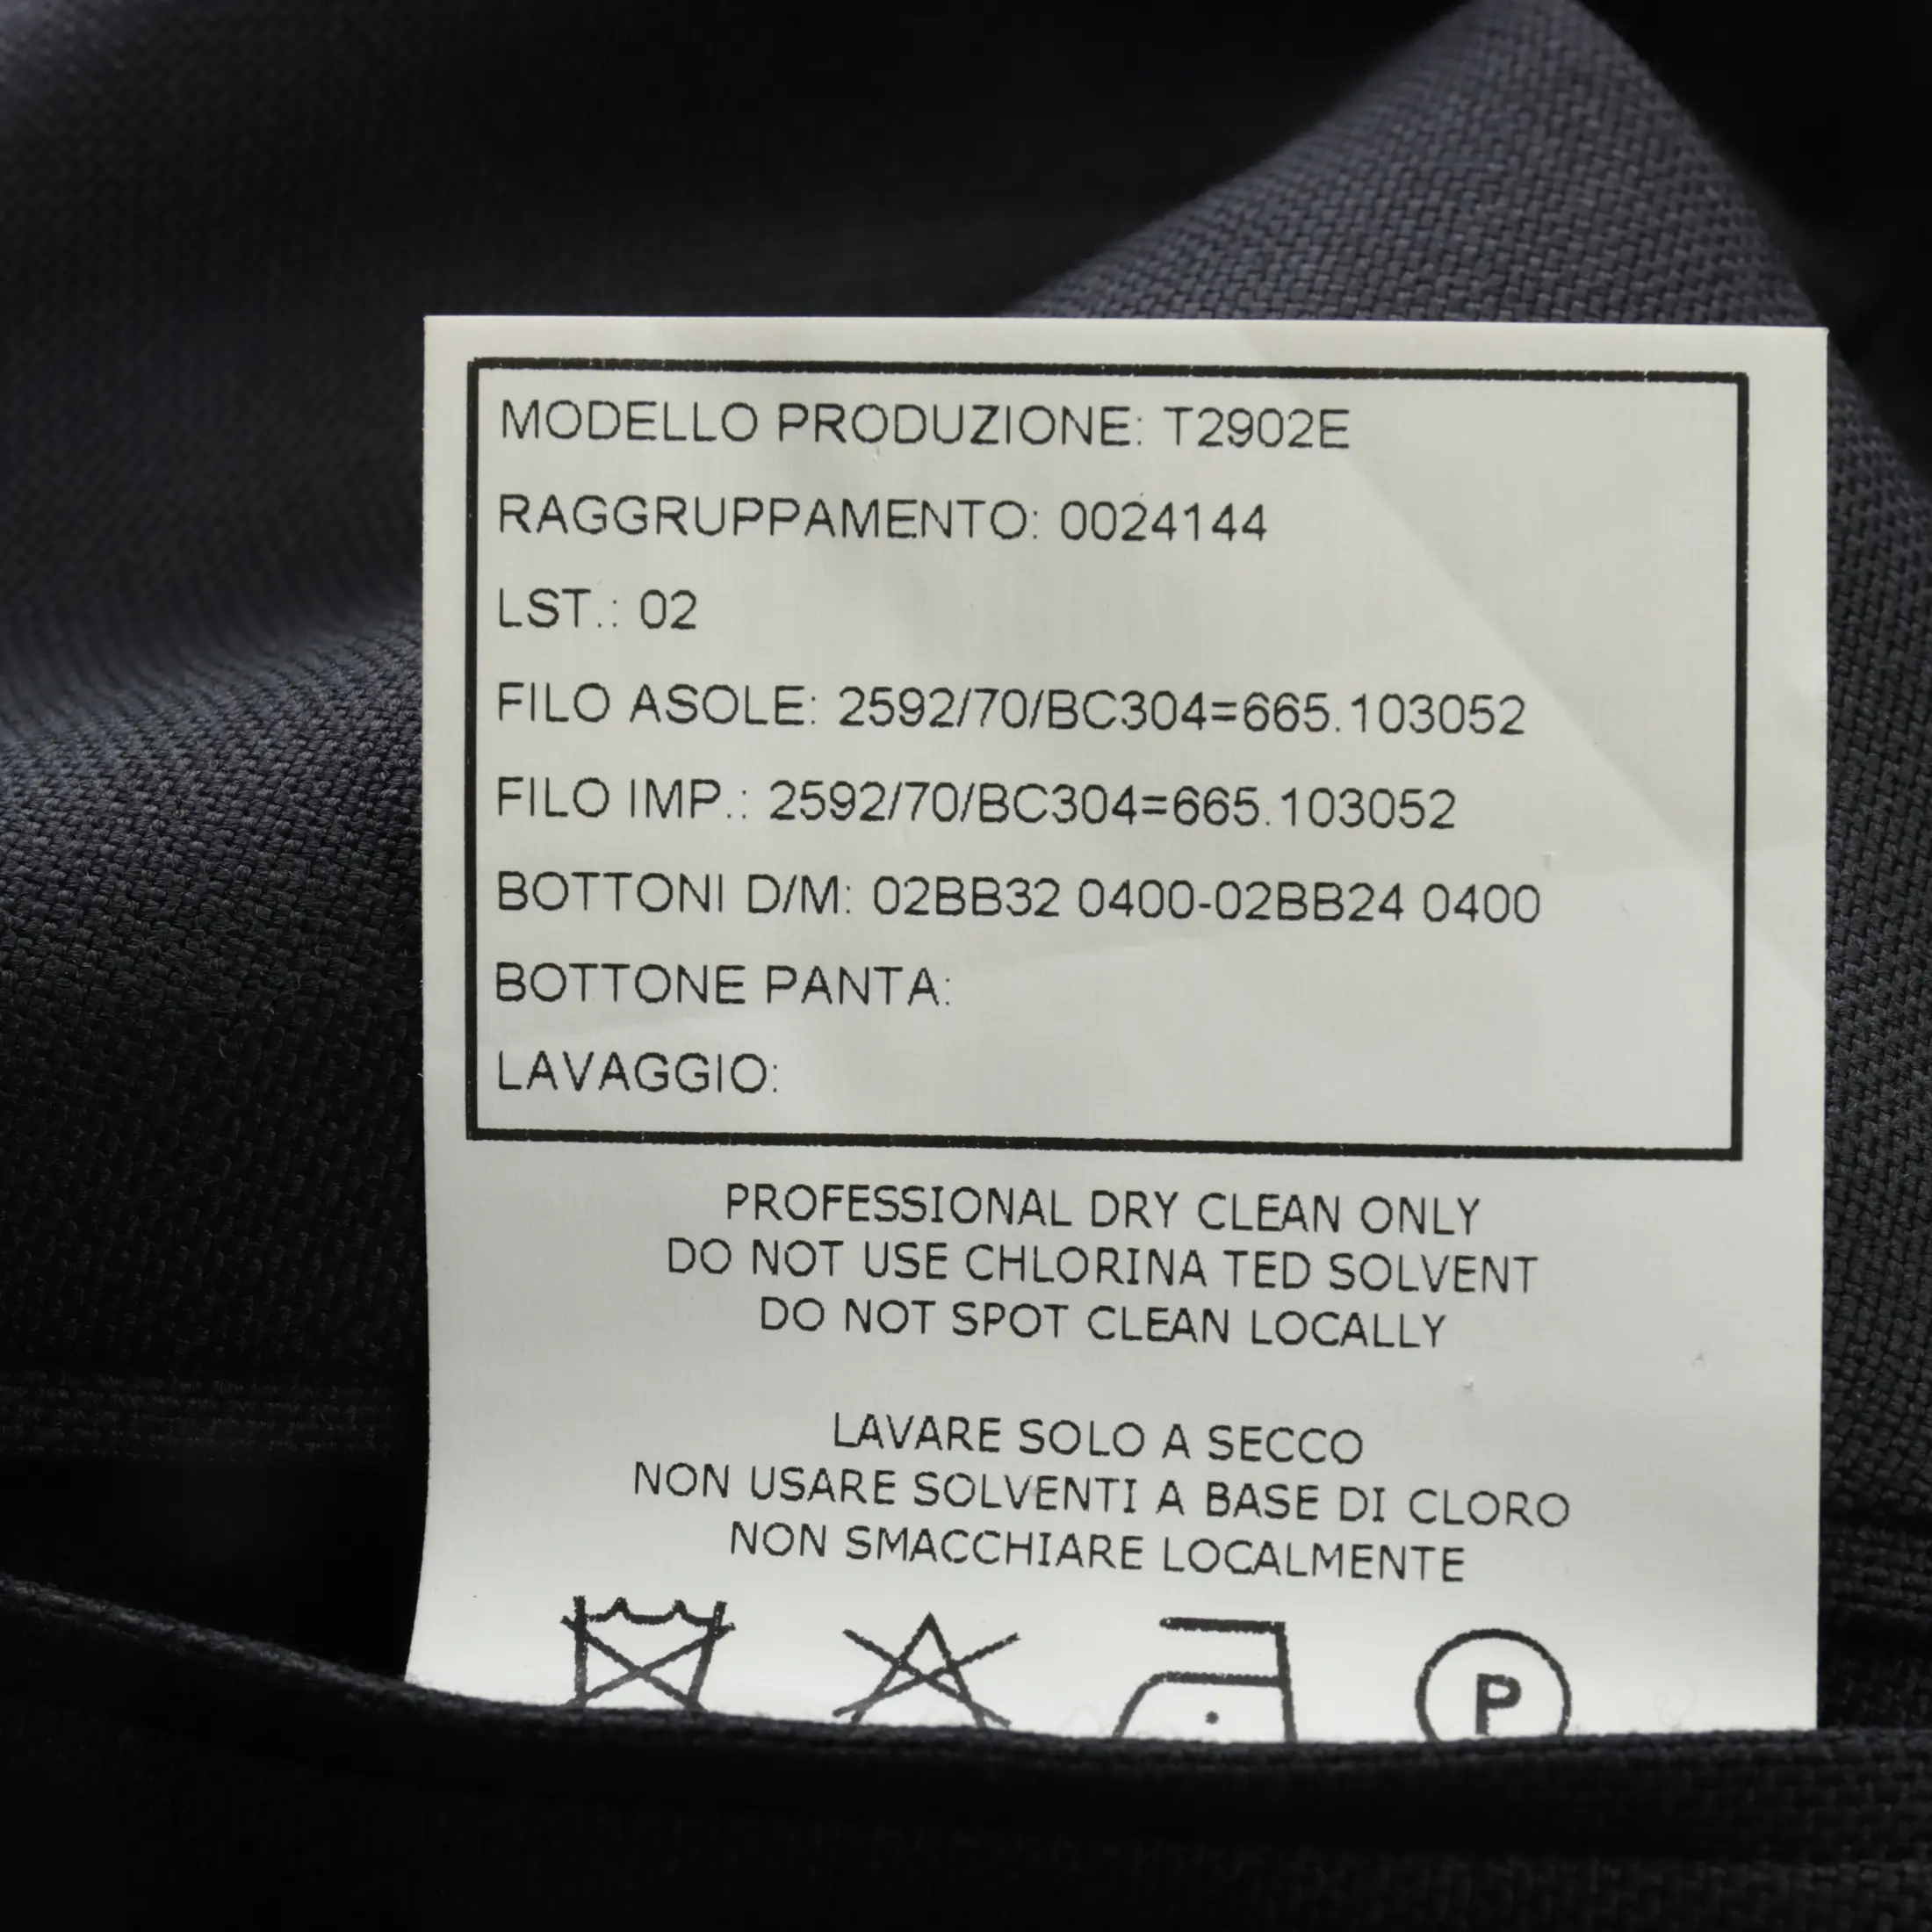 MODELLO PRODUZIONE: T2902E
RAGGRUPPAMENTO: 0024144
LST.: 02
FILO ASOLE: 2592/70/BC304=665.103052
FILO IMP.: 2592/70/BC304=665.103052
BOTTONI D/M: 02BB32 0400-02BB24 0400
BOTTONE PANTA:
LAVAGGIO:
PROFESSIONAL DRY CLEAN ONLY
DO NOT USE CHLORINA TED SOLVENT
DO NOT SPOT CLEAN LOCALLY
LAVARE SOLO A SECCO
NON USARE SOLVENTI A BASE DI CLORO
NON SMACCHIARE LOCALMENTE
P